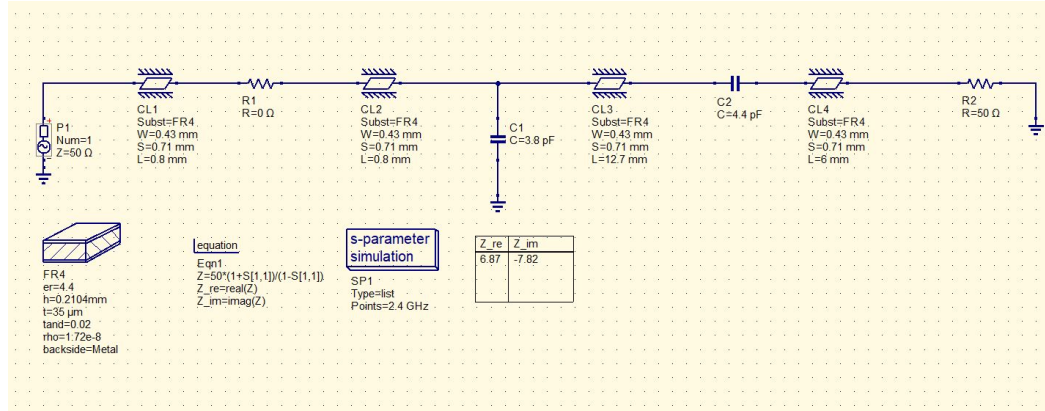 P1
Num=1
Z=50 Ω
CL1
Subst=FR4
W=0.43 mm
S=0.71 mm
L=0.8 mm
R1
R=0 Ω
CL2
Subst=FR4
W=0.43 mm
S=0.71 mm
L=0.8 mm
C1
C=3.8 pF
CL3
Subst=FR4
W=0.43 mm
S=0.71 mm
L=12.7 mm
C2
C=4.4 pF
CL4
Subst=FR4
W=0.43 mm
S=0.71 mm
L=6 mm
R2
R=50 Ω
FR4
er=4.4
h=0.2104mm
t=35 µm
tand=0.02
rho=1.72e-8
backside=Metal
equation
Eqn1
Z=50*(1+S[1,1])/(1-S[1,1])
Z_re=real(Z)
Z_im=imag(Z)
s-parameter
simulation
SP1
Type=list
Points=2.4 GHz
Z_re Z_im
6.87 -7.82